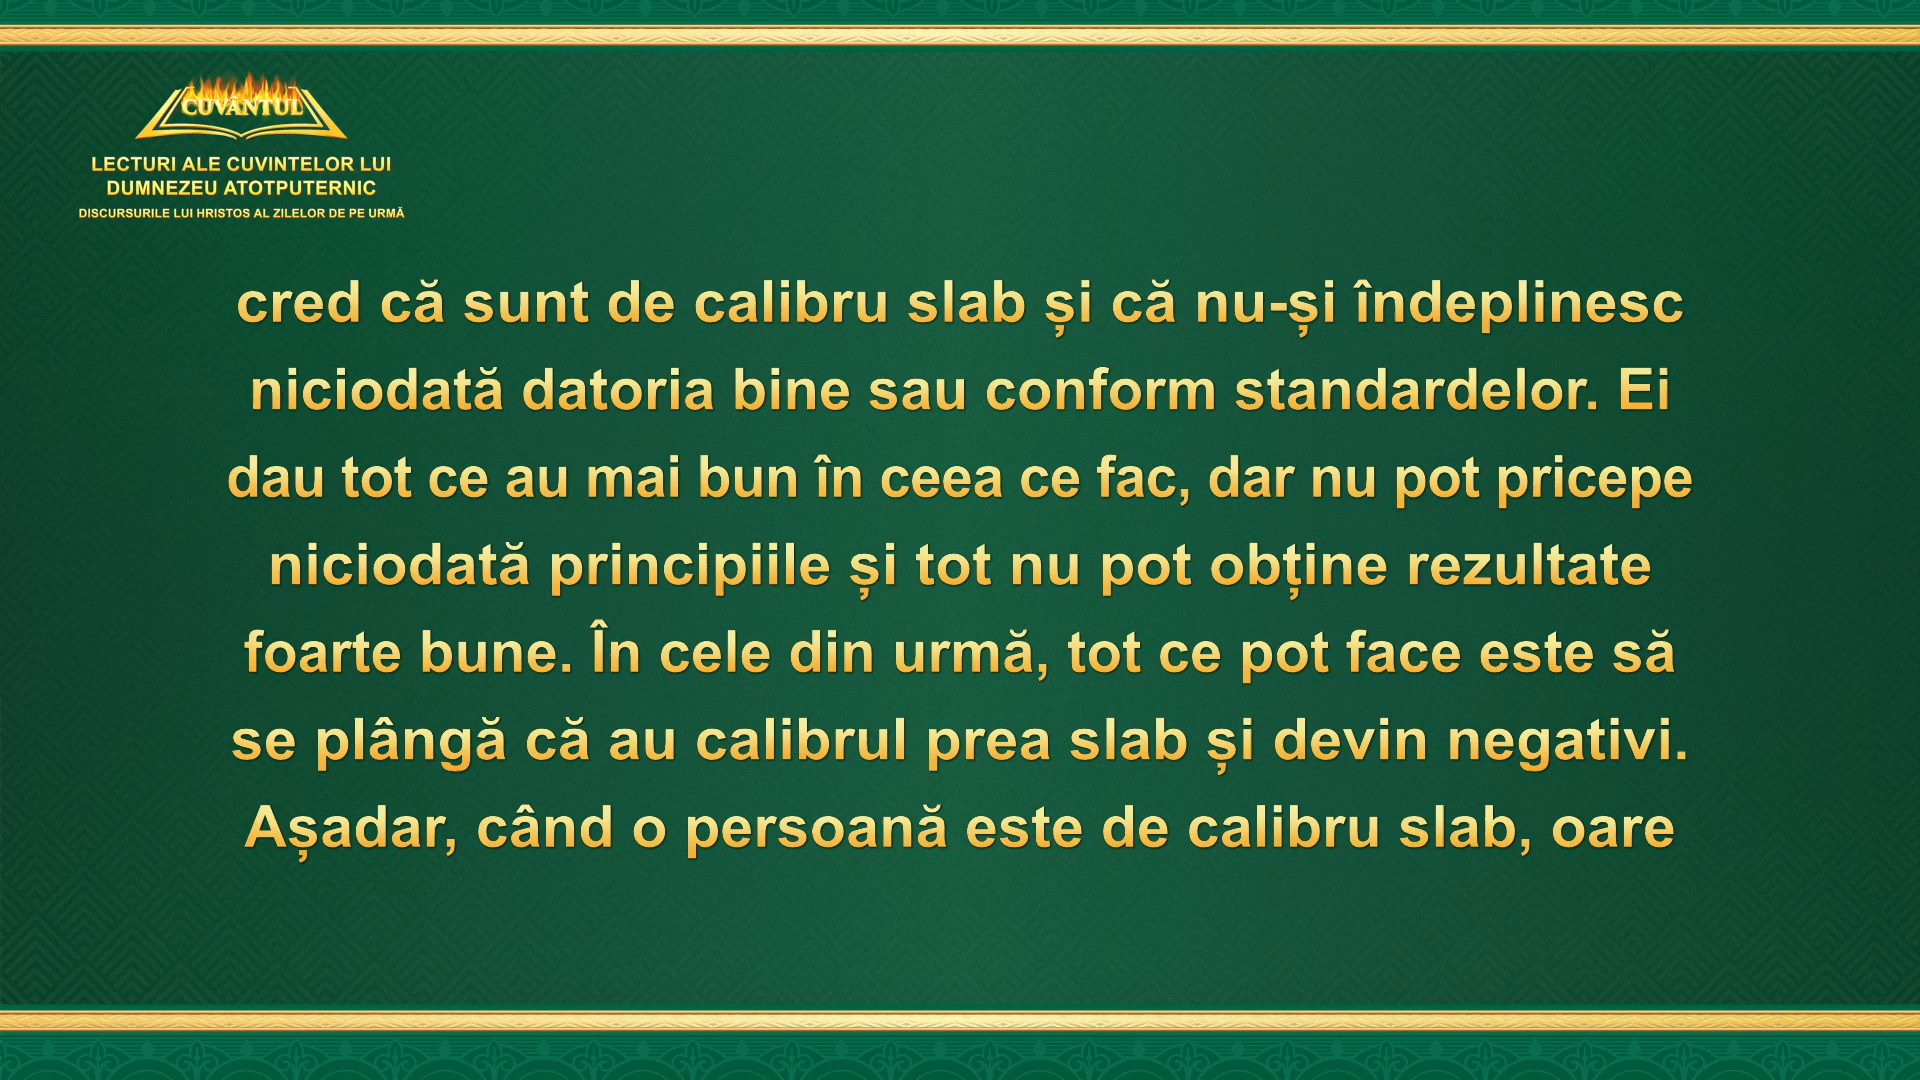 CUVÂNTUL
LECTURI ALE CUVINTELOR LUI
DUMNEZEU ATOTPUTERNIC
DISCURSURILE LUI HRISTOS AL ZILELOR DE PE URMĂ
cred că sunt de calibru slab și că nu-și îndeplinesc
niciodată datoria bine sau conform standardelor. Ei
dau tot ce au mai bun în ceea ce fac, dar nu pot pricepe
niciodată principiile și tot nu pot obține rezultate
foarte bune. În cele din urmă, tot ce pot face este să
se plângă că au calibrul prea slab și devin negativi.
Așadar, când o persoană este de calibru slab, oare